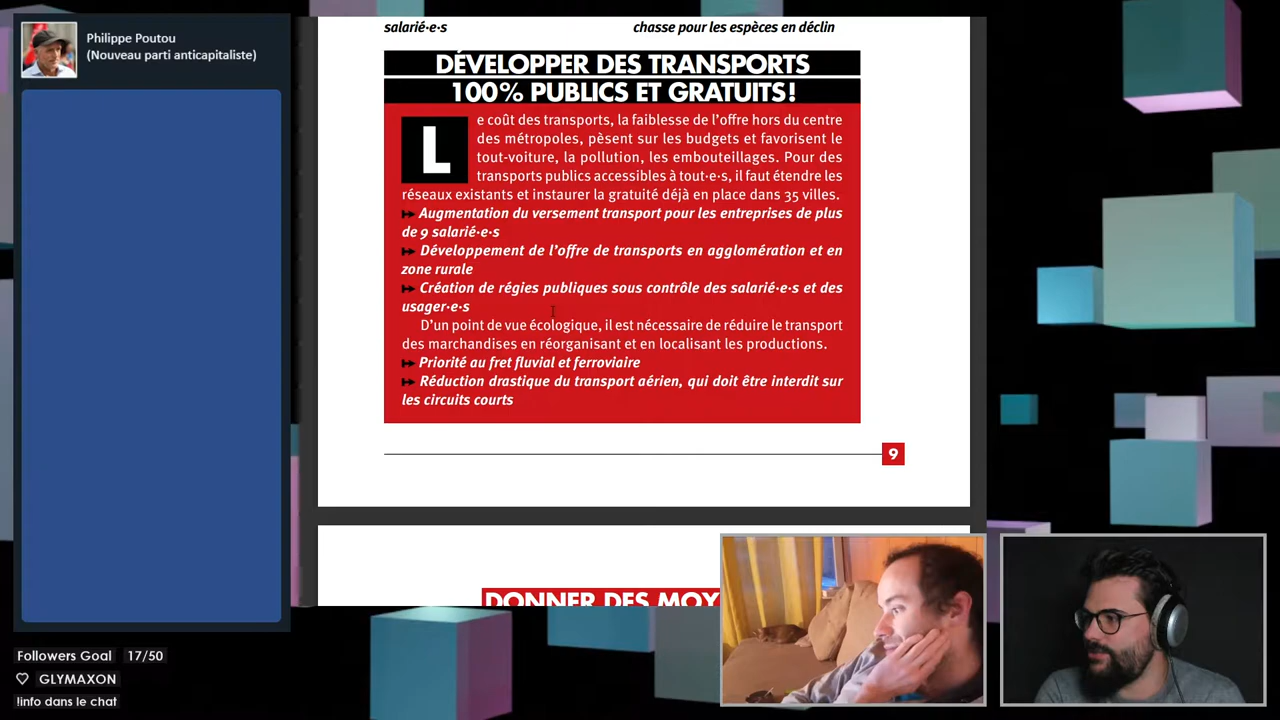 Philippe Poutou
(Nouveau parti anticapitaliste)
salarié·e·s
chasse pour les espèces en déclin
DÉVELOPPER DES TRANSPORTS
100% PUBLICS ET GRATUITS!
Le coût des transports, la faiblesse de l’offre hors du centre
des métropoles, pèsent sur les budgets et favorisent le
tout-voiture, la pollution, les embouteillages. Pour des
transports publics accessibles à tout·e·s, il faut étendre les
réseaux existants et instaurer la gratuité déjà en place dans 35 villes.
➻ Augmentation du versement transport pour les entreprises de plus
de 9 salarié·e·s
➻ Développement de l’offre de transports en agglomération et en
zone rurale
➻ Création de régies publiques sous contrôle des salarié·e·s et des
usager·e·s
D’un point de vue écologique, il est nécessaire de réduire le transport
des marchandises en réorganisant et en localisant les productions.
➻ Priorité au fret fluvial et ferroviaire
➻ Réduction drastique du transport aérien, qui doit être interdit sur
les circuits courts
9
DONNER DES MOY
Followers Goal 17/50
GLYMAXON
!info dans le chat